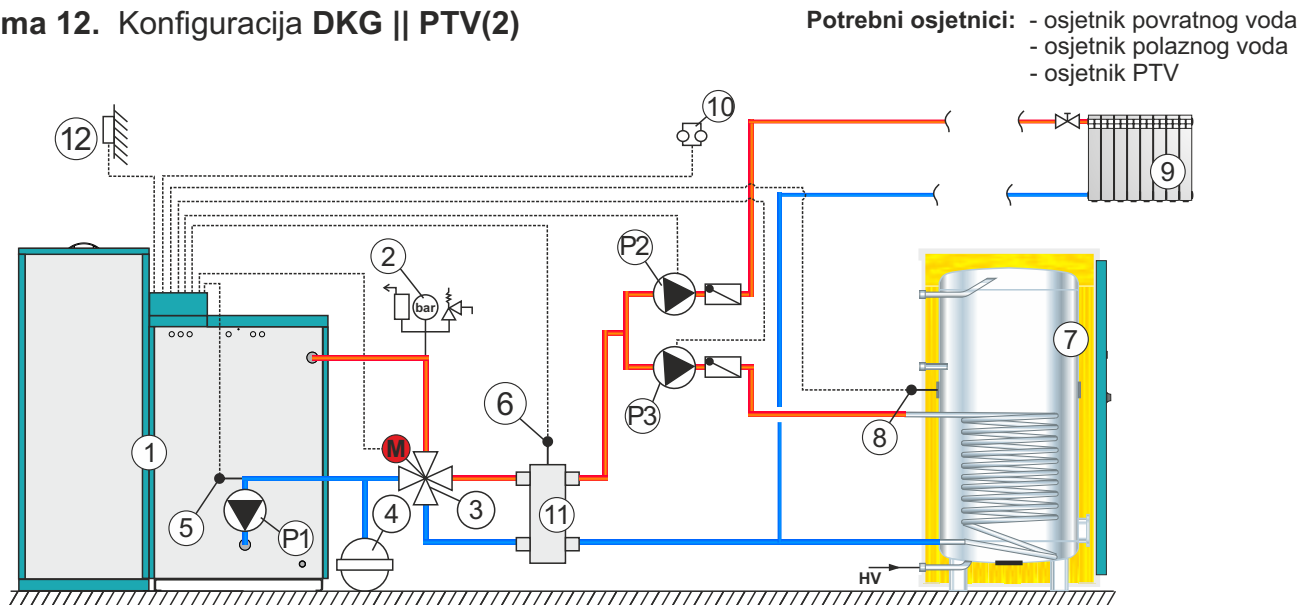 ma 12. Konfiguracija DKG || PTV(2)
Potrebni osjetnici: - osjetnik povratnog voda
- osjetnik polaznog voda
- osjetnik PTV
12
10
9
2
bar
P2
7
P3
6
8
1
M
3
5
P1
4
11
HV